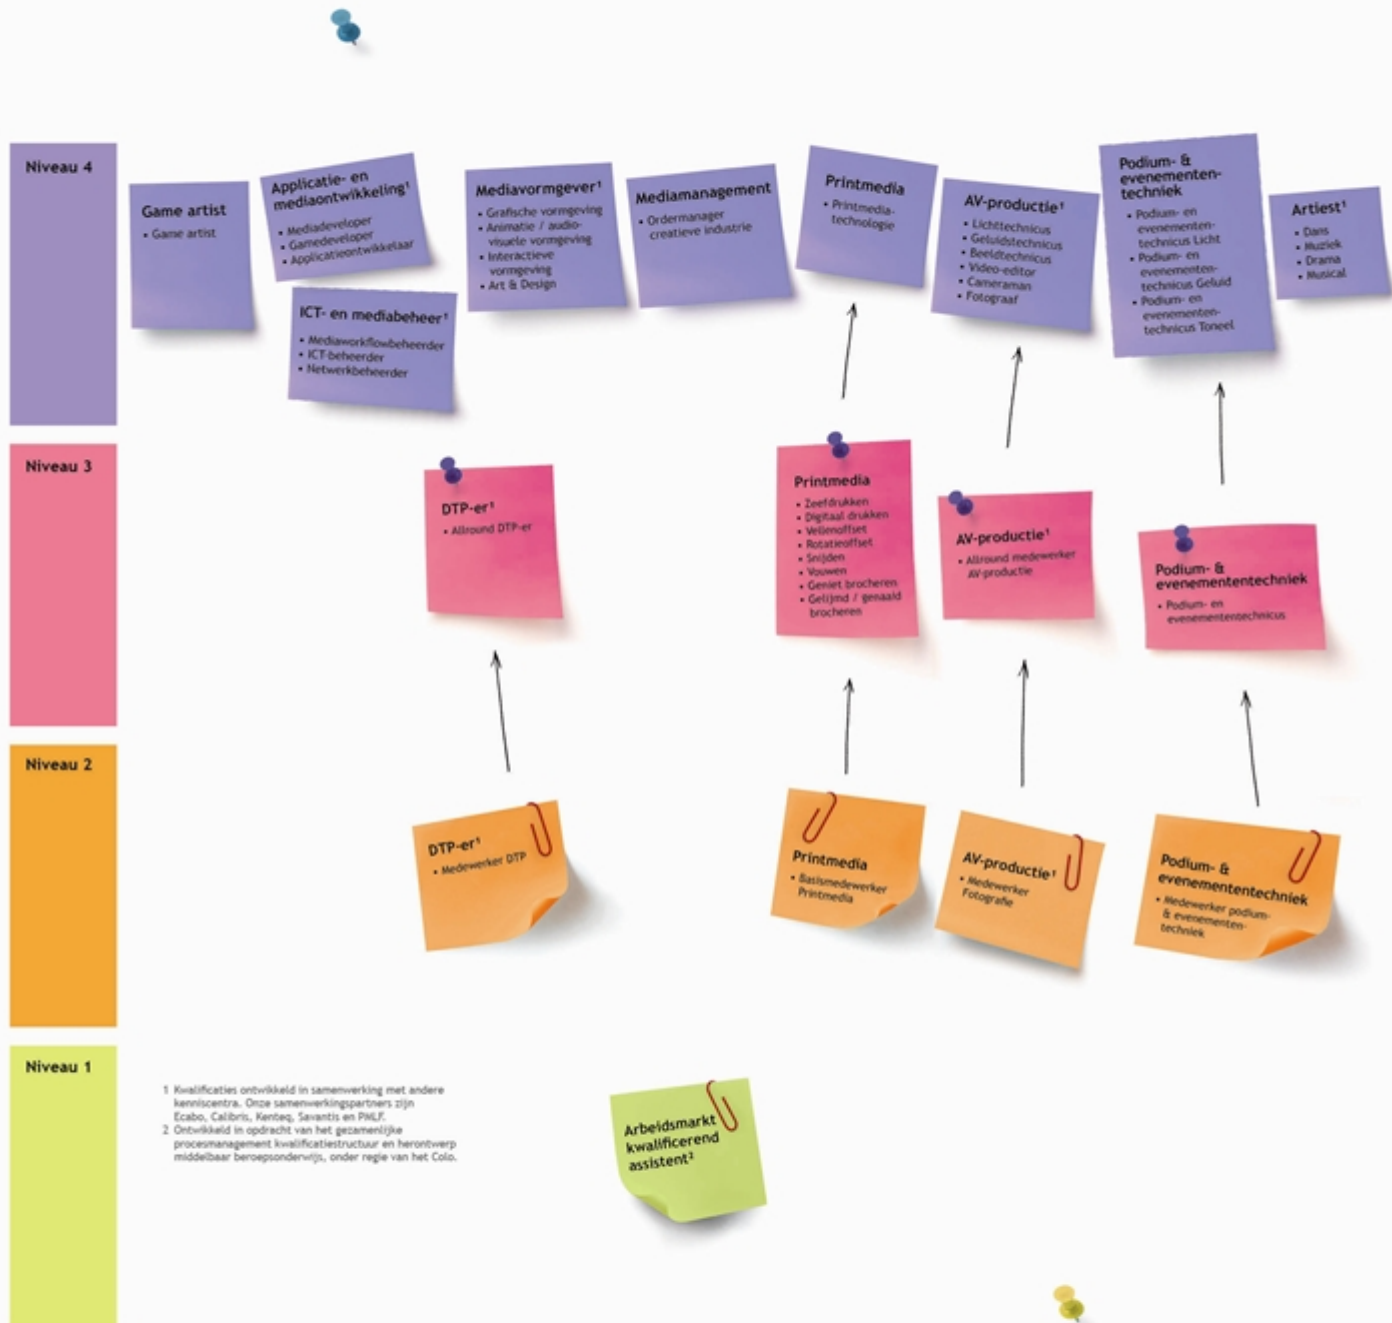 Niveau 4
Game artist
• Game artist
Applicatie- en
mediaontwikkeling¹
• Mediadeveloper
• Gamedeveloper
• Applicatieontwikkelaar
ICT- en mediabeheer¹
• Mediaworkflowbeheerder
• ICT-beheerder
• Netwerkbeheerder
Mediavormgever¹
• Grafische vormgeving
• Animatie / audio-
visuele vormgeving
• Interactieve
vormgeving
• Art & Design
Mediamanagement
• Ordermanager
creatieve industrie
Printmedia
• Printmedia-
technologie
AV-productie¹
• Lichttechnicus
• Geluidstechnicus
• Beeldtechnicus
• Video-editor
• Cameraman
• Fotograaf
Podium- &
evenementen-
techniek
• Podium- en
evenementen-
technicus Licht
• Podium- en
evenementen-
technicus Geluid
• Podium- en
evenementen-
technicus Toneel
Artiest¹
• Dans
• Muziek
• Drama
• Musical
Niveau 3
DTP-er¹
• Allround DTP-er
Printmedia
• Zeefdrukken
• Digitaal drukken
• Vellenoffset
• Rotatieoffset
• Snijden
• Vouwen
• Geniet brocheren
• Gelijmd / genaaid
brocheren
AV-productie¹
• Allround medewerker
AV-productie
Podium- &
evenemententechniek
• Podium- en
evenemententechnicus
Niveau 2
DTP-er¹
• Medewerker DTP
Printmedia
• Basismedewerker
Printmedia
AV-productie¹
• Medewerker
Fotografie
Podium- &
evenemententechniek
• Medewerker podium-
& evenementen-
techniek
Niveau 1
1 Kwalificaties ontwikkeld in samenwerking met andere
kenniscentra. Onze samenwerkingspartners zijn
Ecabo, Calibris, Kenteq, Savantis en PMLF.
2 Ontwikkeld in opdracht van het gezamenlijke
procesmanagement kwalificatiestructuur en herontwerp
middelbaar beroepsonderwijs, onder regie van het Colo.
Arbeidsmarkt
kwalificerend
assistent²